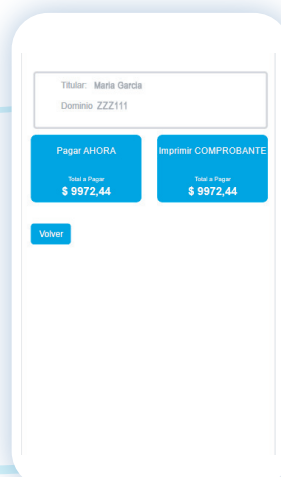 Titular: Maria Garcia
Dominio ZZZ111
Pagar AHORA
Total a Pagar
$ 9972,44
Imprimir COMPROBANTE
Total a Pagar
$ 9972,44
Volver